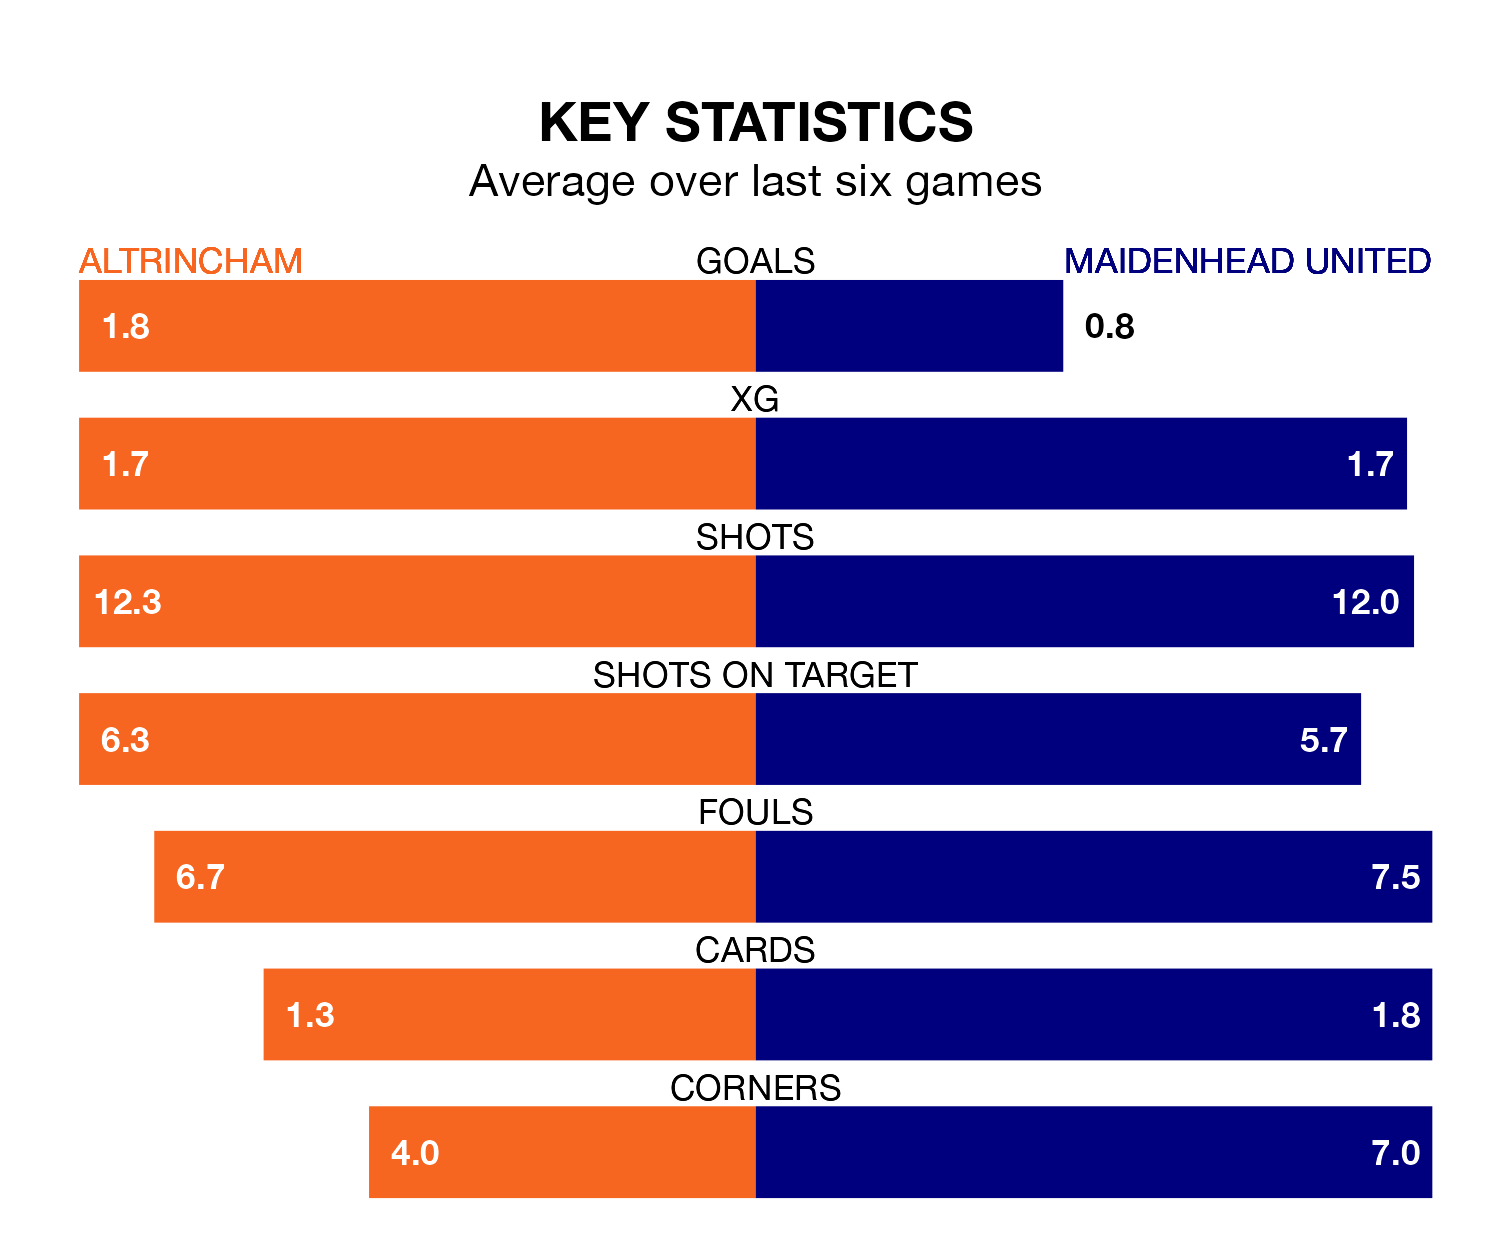 KEY STATISTICS
Average over last six games
ALTRINCHAM GOALS MAIDENHEAD UNITED
1.8 0.8
XG
1.7 1.7
SHOTS
12.3 12.0
SHOTS ON TARGET
6.3 5.7
FOULS
6.7 7.5
CARDS
1.3 1.8
CORNERS
4.0 7.0